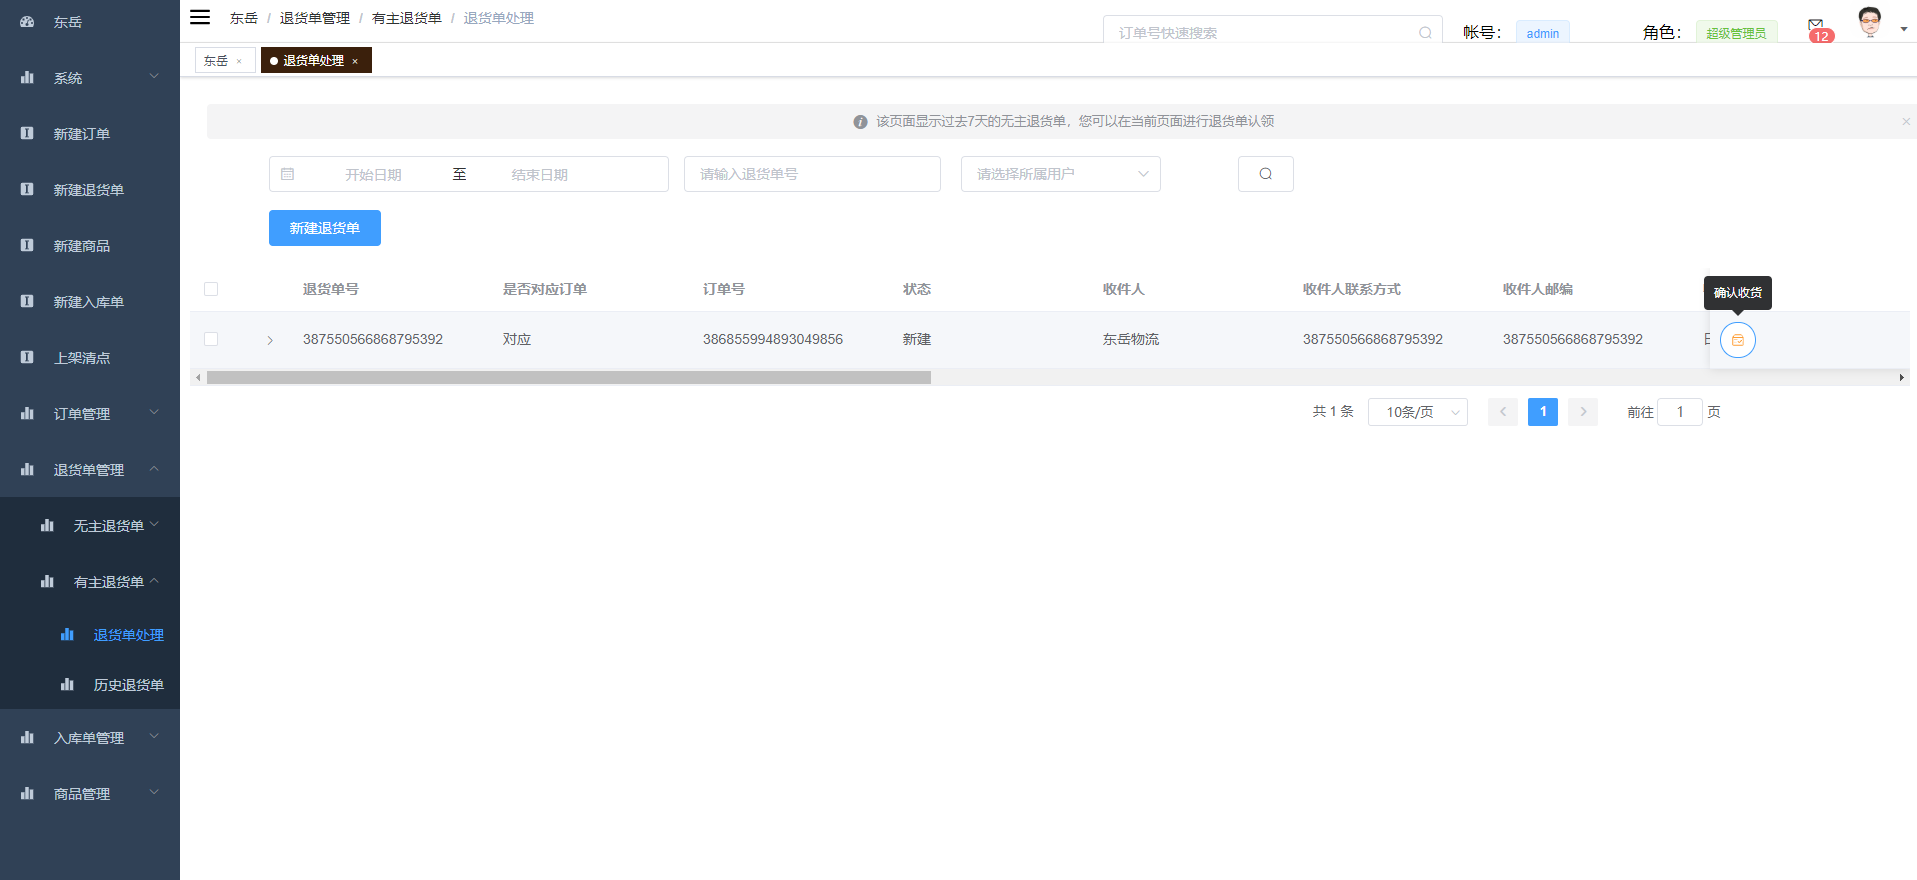 东岳
系统
新建订单
新建退货单
新建商品
新建入库单
上架清点
订单管理
退货单管理
无主退货单
有主退货单
退货单处理
历史退货单
入库单管理
商品管理
东岳 / 退货单管理 / 有主退货单 / 退货单处理
订单号快速搜索
帐号： admin
角色： 超级管理员
12
东岳 ×
退货单处理 ×
该页面显示过去7天的无主退货单，您可以在当前页面进行退货单认领
开始日期 至 结束日期
请输入退货单号
请选择所属用户
新建退货单
退货单号 是否对应订单 订单号 状态 收件人 收件人联系方式 收件人邮编
确认收货
387550566868795392 对应 386855994893049856 新建 东岳物流 387550566868795392 387550566868795392
共 1 条 10条/页 1 前往 1 页